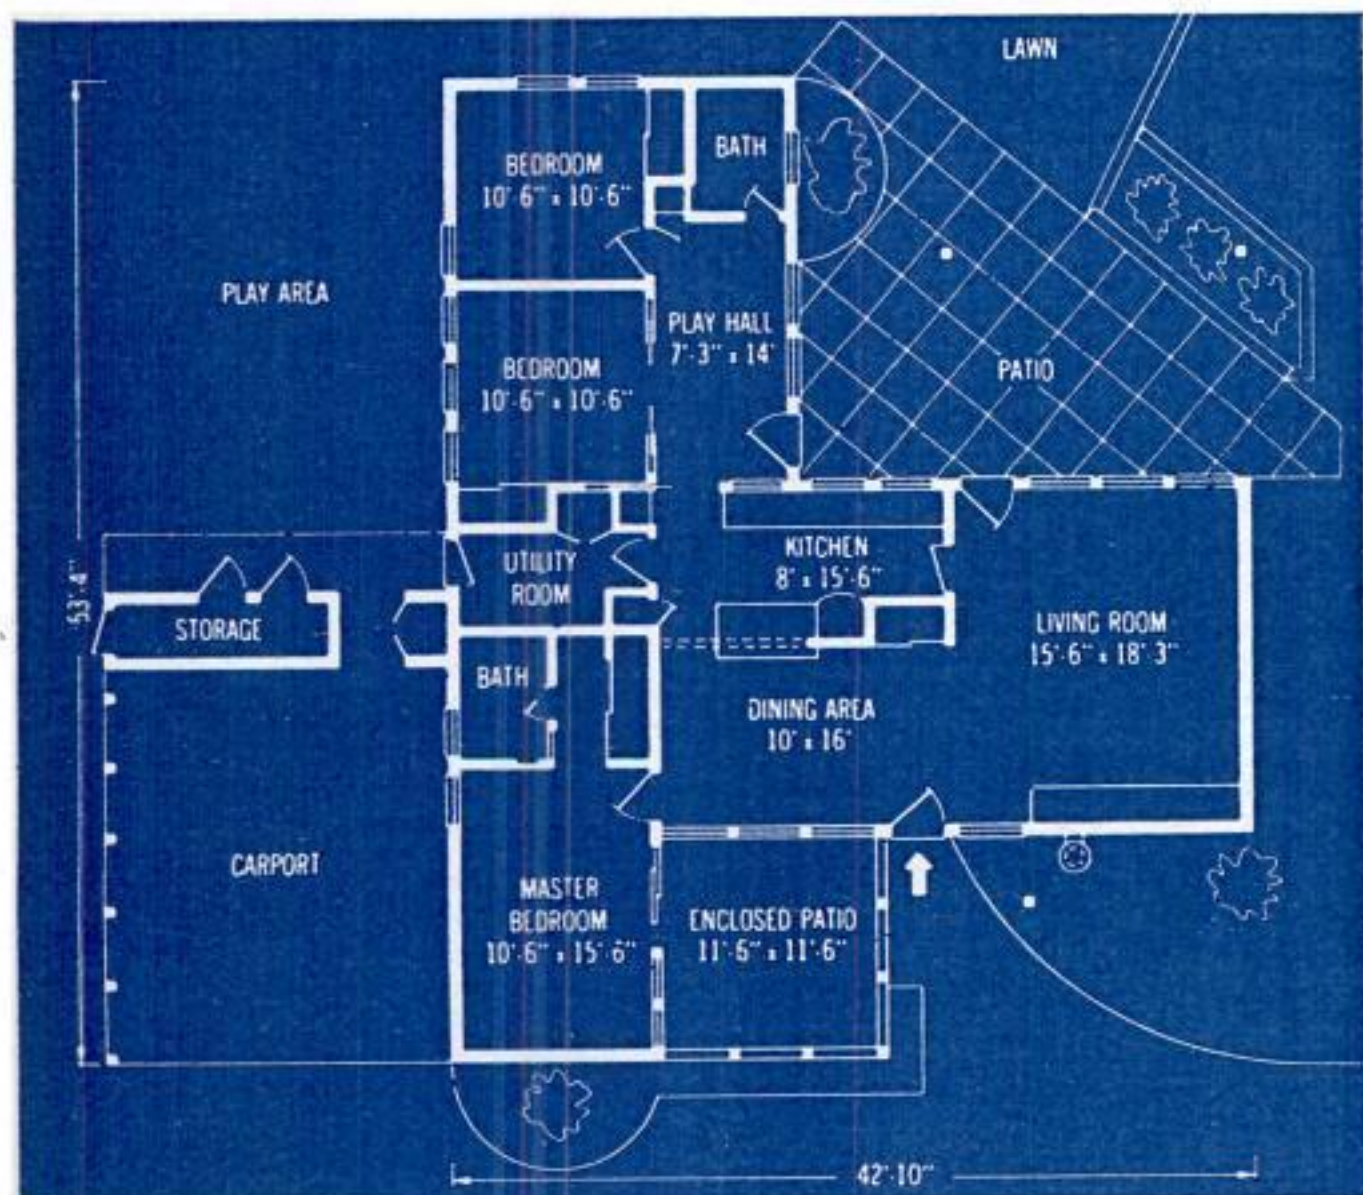 LAWN
BATH
BEDROOM
10'-6" x 10'-6"
PLAY AREA
PLAY HALL
7'-3" x 14'
BEDROOM
10'-6" x 10'-6"
PATIO
UTILITY
ROOM
KITCHEN
8' x 15'-6"
53'-4"
STORAGE
LIVING ROOM
15'-6" x 18'-3"
BATH
DINING AREA
10' x 16'
CARPORT
MASTER
BEDROOM
10'-6" x 15'-6"
ENCLOSED PATIO
11'-6" x 11'-6"
42'-10"